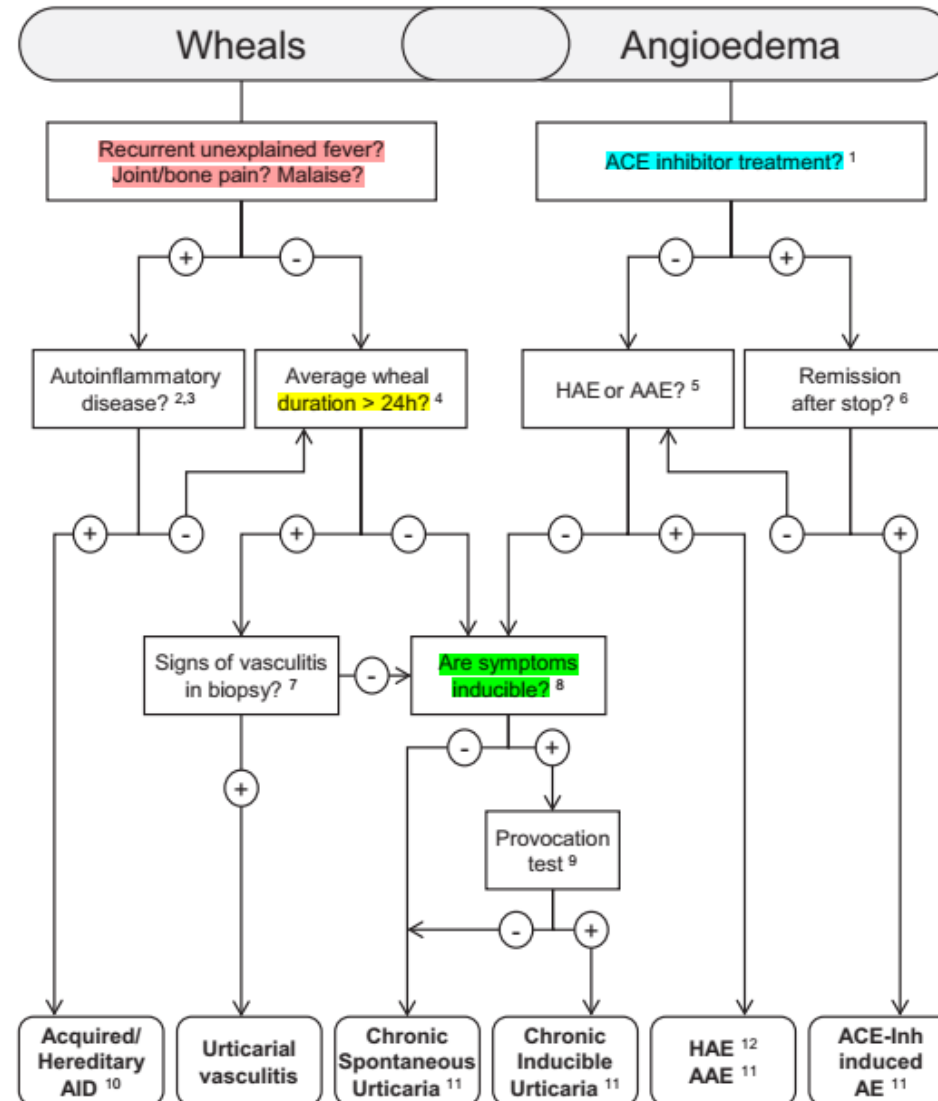 Wheals
Angioedema
Recurrent unexplained fever?
Joint/bone pain? Malaise?
ACE inhibitor treatment? 1
+
-
-
+
Autoinflammatory
disease? 2,3
Average wheal
duration > 24h? 4
HAE or AAE? 5
Remission
after stop? 6
+
-
+
-
-
+
-
+
Signs of vasculitis
in biopsy? 7
-
Are symptoms
inducible? 8
-
+
+
Provocation
test 9
-
+
Acquired/
Hereditary
AID 10
Urticarial
vasculitis
Chronic
Spontaneous
Urticaria 11
Chronic
Inducible
Urticaria 11
HAE 12
AAE 11
ACE-Inh
induced
AE 11